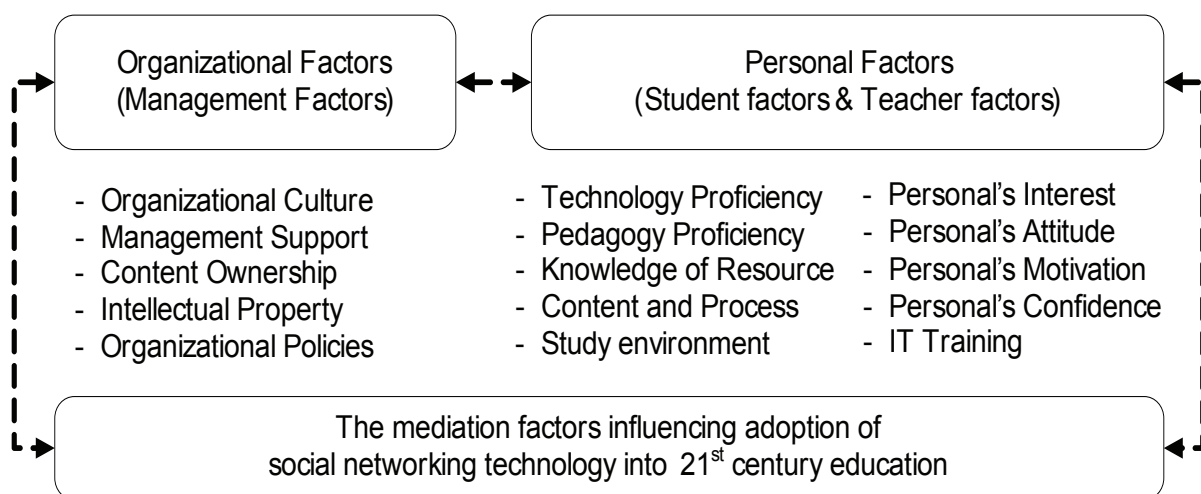 Organizational Factors
(Management Factors)
Personal Factors
(Student factors & Teacher factors)
- Organizational Culture
- Management Support
- Content Ownership
- Intellectual Property
- Organizational Policies
- Technology Proficiency
- Pedagogy Proficiency
- Knowledge of Resource
- Content and Process
- Study environment
- Personal's Interest
- Personal's Attitude
- Personal's Motivation
- Personal's Confidence
- IT Training
The mediation factors influencing adoption of
social networking technology into 21st century education